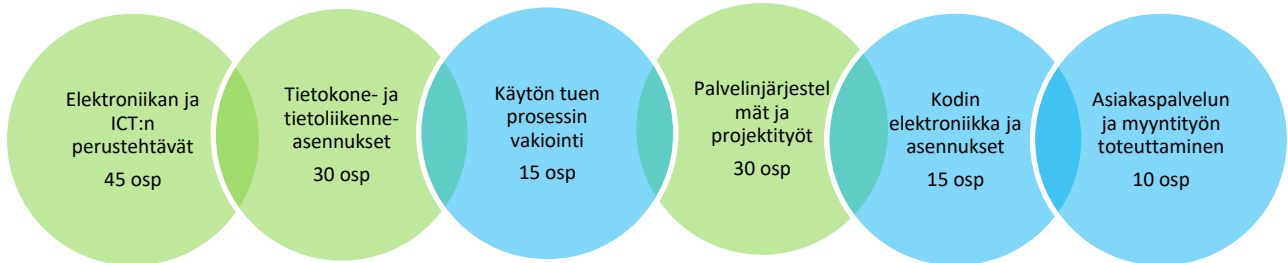 Elektroniikan ja
ICT:n
perustehtävät
45 osp
Tietokone- ja
tietoliikenne-
asennukset
30 osp
Käytön tuen
prosessin
vakiointi
15 osp
Palvelinjärjestel
mät ja
projektityöt
30 osp
Kodin
elektroniikka ja
asennukset
15 osp
Asiakaspalvelun
ja myyntityön
toteuttaminen
10 osp